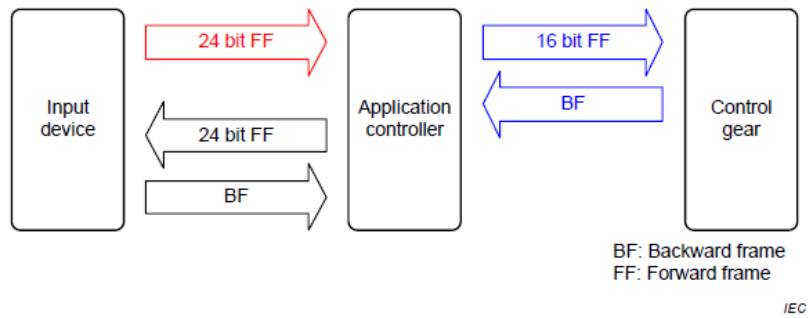 24 bit FF
16 bit FF
Input
device
Application
controller
BF
Control
gear
24 bit FF
BF
BF: Backward frame
FF: Forward frame
IEC